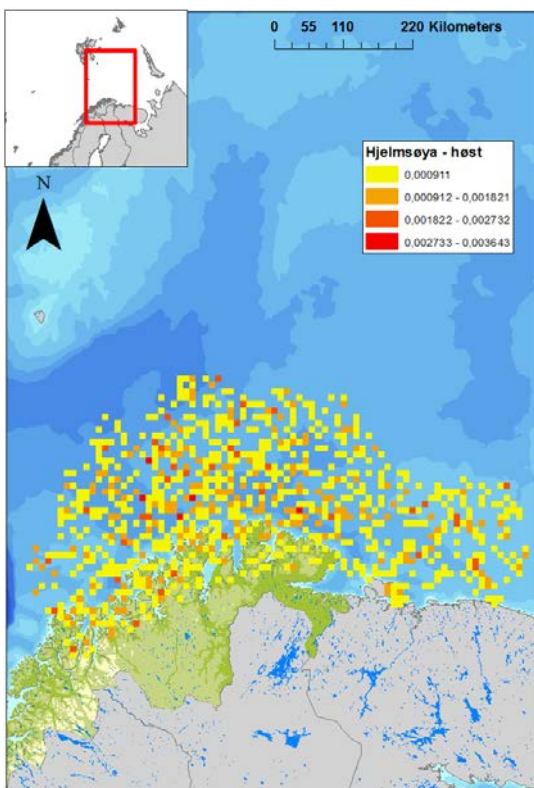 0 55 110 220 Kilometers
Hjelmsøya - høst
0,000911
0,000912 - 0,001821
0,001822 - 0,002732
0,002733 - 0,003643
N